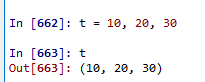 In [662]: t = 10, 20, 30
In [663]: t
Out[663]: (10, 20, 30)